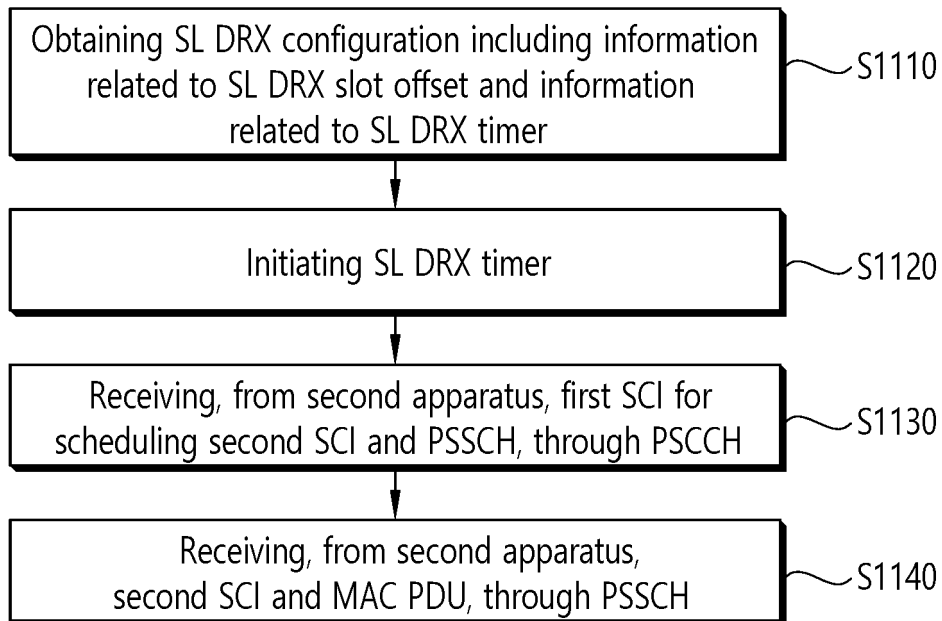 Obtaining SL DRX configuration including information
related to SL DRX slot offset and information
related to SL DRX timer
S1110
Initiating SL DRX timer
S1120
Receiving, from second apparatus, first SCI for
scheduling second SCI and PSSCH, through PSCCH
S1130
Receiving, from second apparatus,
second SCI and MAC PDU, through PSSCH
S1140